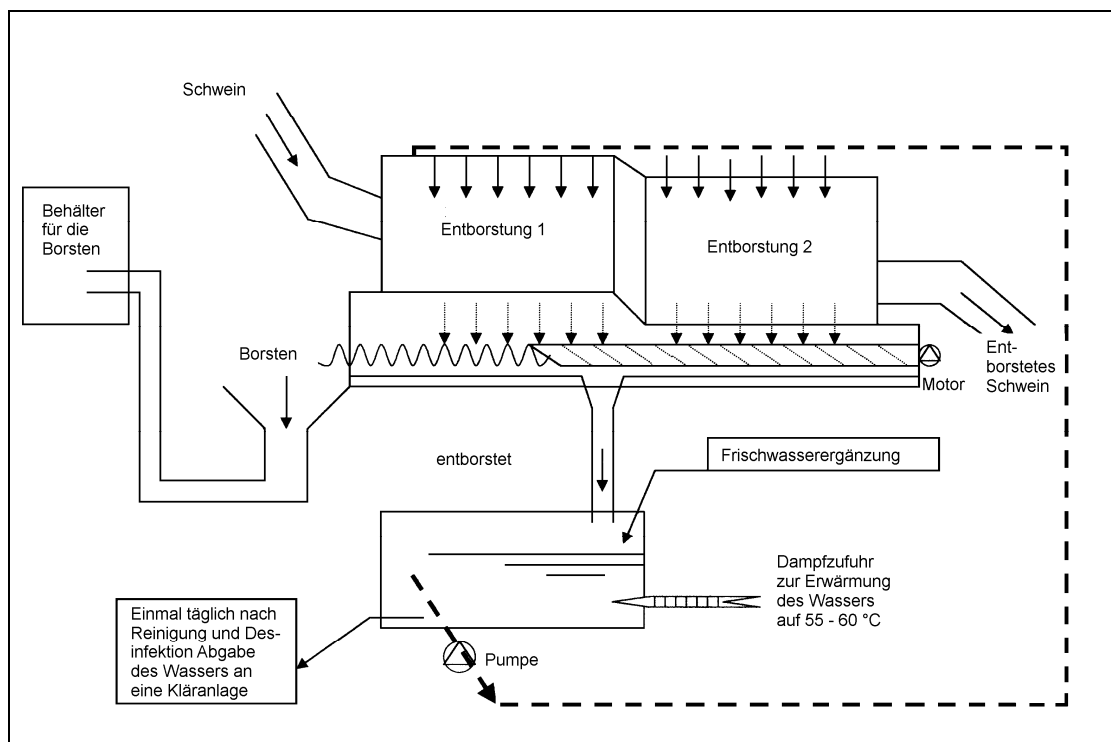 Schwein
Behälter
für die
Borsten
Entborstung 1
Entborstung 2
Borsten
Motor
Ent-
borstetes
Schwein
entborstet
Frischwasserergänzung
Dampfzufuhr
zur Erwärmung
des Wassers
auf 55 - 60 °C
Einmal täglich nach
Reinigung und Des-
infektion Abgabe
des Wassers an
eine Kläranlage
Pumpe